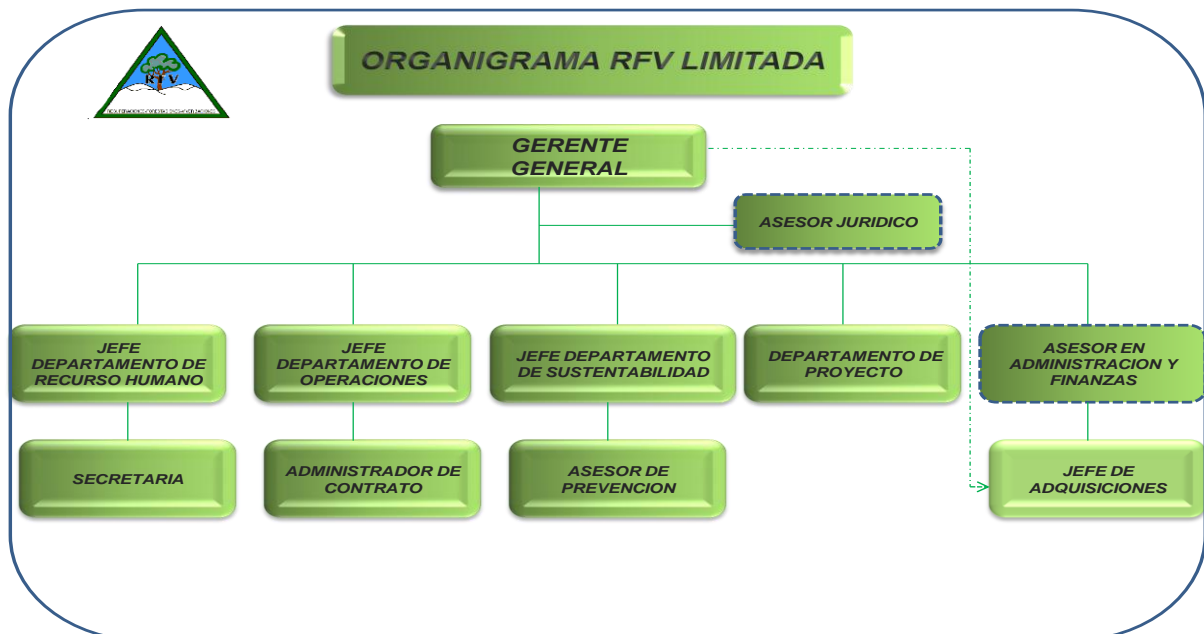 RFV
ORGANIGRAMA RFV LIMITADA
GERENTE
GENERAL
ASESOR JURIDICO
JEFE
DEPARTAMENTO DE
RECURSO HUMANO
JEFE
DEPARTAMENTO DE
OPERACIONES
JEFE DEPARTAMENTO
DE SUSTENTABILIDAD
DEPARTAMENTO DE
PROYECTO
ASESOR EN
ADMINISTRACION Y
FINANZAS
SECRETARIA
ADMINISTRADOR DE
CONTRATO
ASESOR DE
PREVENCION
JEFE DE
ADQUISICIONES